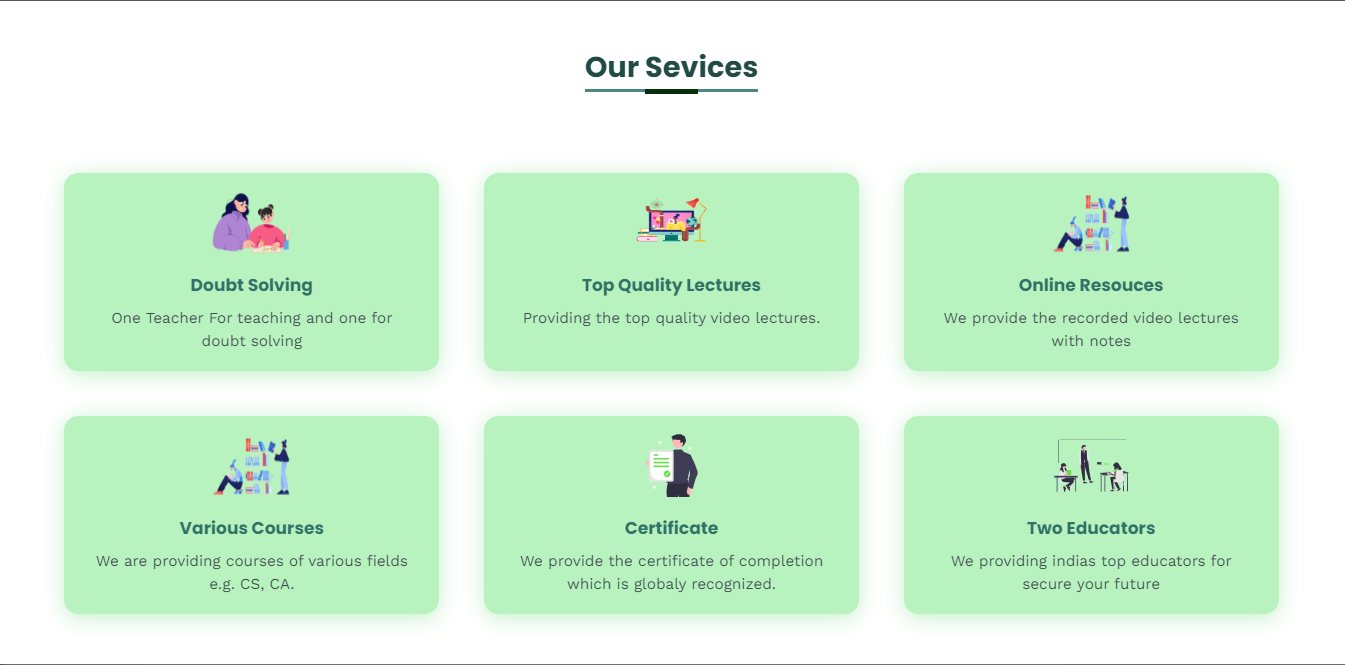 Our Sevices
Doubt Solving
One Teacher For teaching and one for
doubt solving
Top Quality Lectures
Providing the top quality video lectures.
Online Resouces
We provide the recorded video lectures
with notes
Various Courses
We are providing courses of various fields
e.g. CS, CA.
Certificate
We provide the certificate of completion
which is globaly recognized.
Two Educators
We providing indias top educators for
secure your future